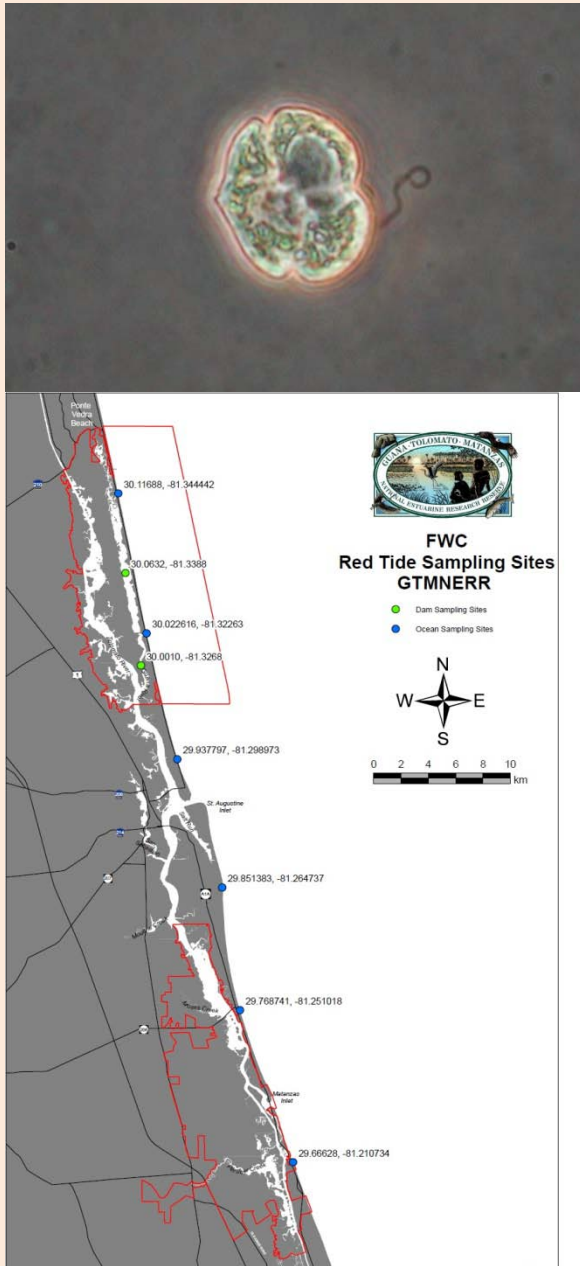 Ponte
Vedra
Beach
GUANA·TOLOMATO·MATANZAS
NATIONAL ESTUARINE RESEARCH RESERVE
FWC
Red Tide Sampling Sites
GTMNERR
Dam Sampling Sites
Ocean Sampling Sites
N
W
E
S
0 2 4 6 8 10
km
30.11688, -81.344442
30.0632, -81.3388
30.022616, -81.32263
30.0010, -81.3268
29.937797, -81.298973
St. Augustine
Inlet
29.851383, -81.264737
29.768741, -81.251018
Matanzas
Inlet
29.66628, -81.210734